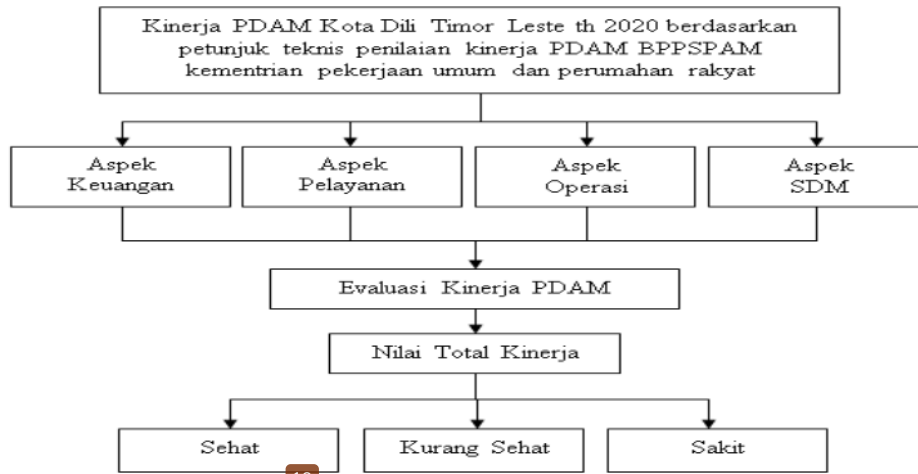 Kinerja PDAM Kota Dili Timor Leste th 2020 berdasarkan
petunjuk teknis penilaian kinerja PDAM BPPSPAM
kementrian pekerjaan umum dan perumahan rakyat
Aspek
Keuangan
Aspek
Pelayanan
Aspek
Operasi
Aspek
SDM
Evaluasi Kinerja PDAM
Nilai Total Kinerja
Sehat
Kurang Sehat
Sakit